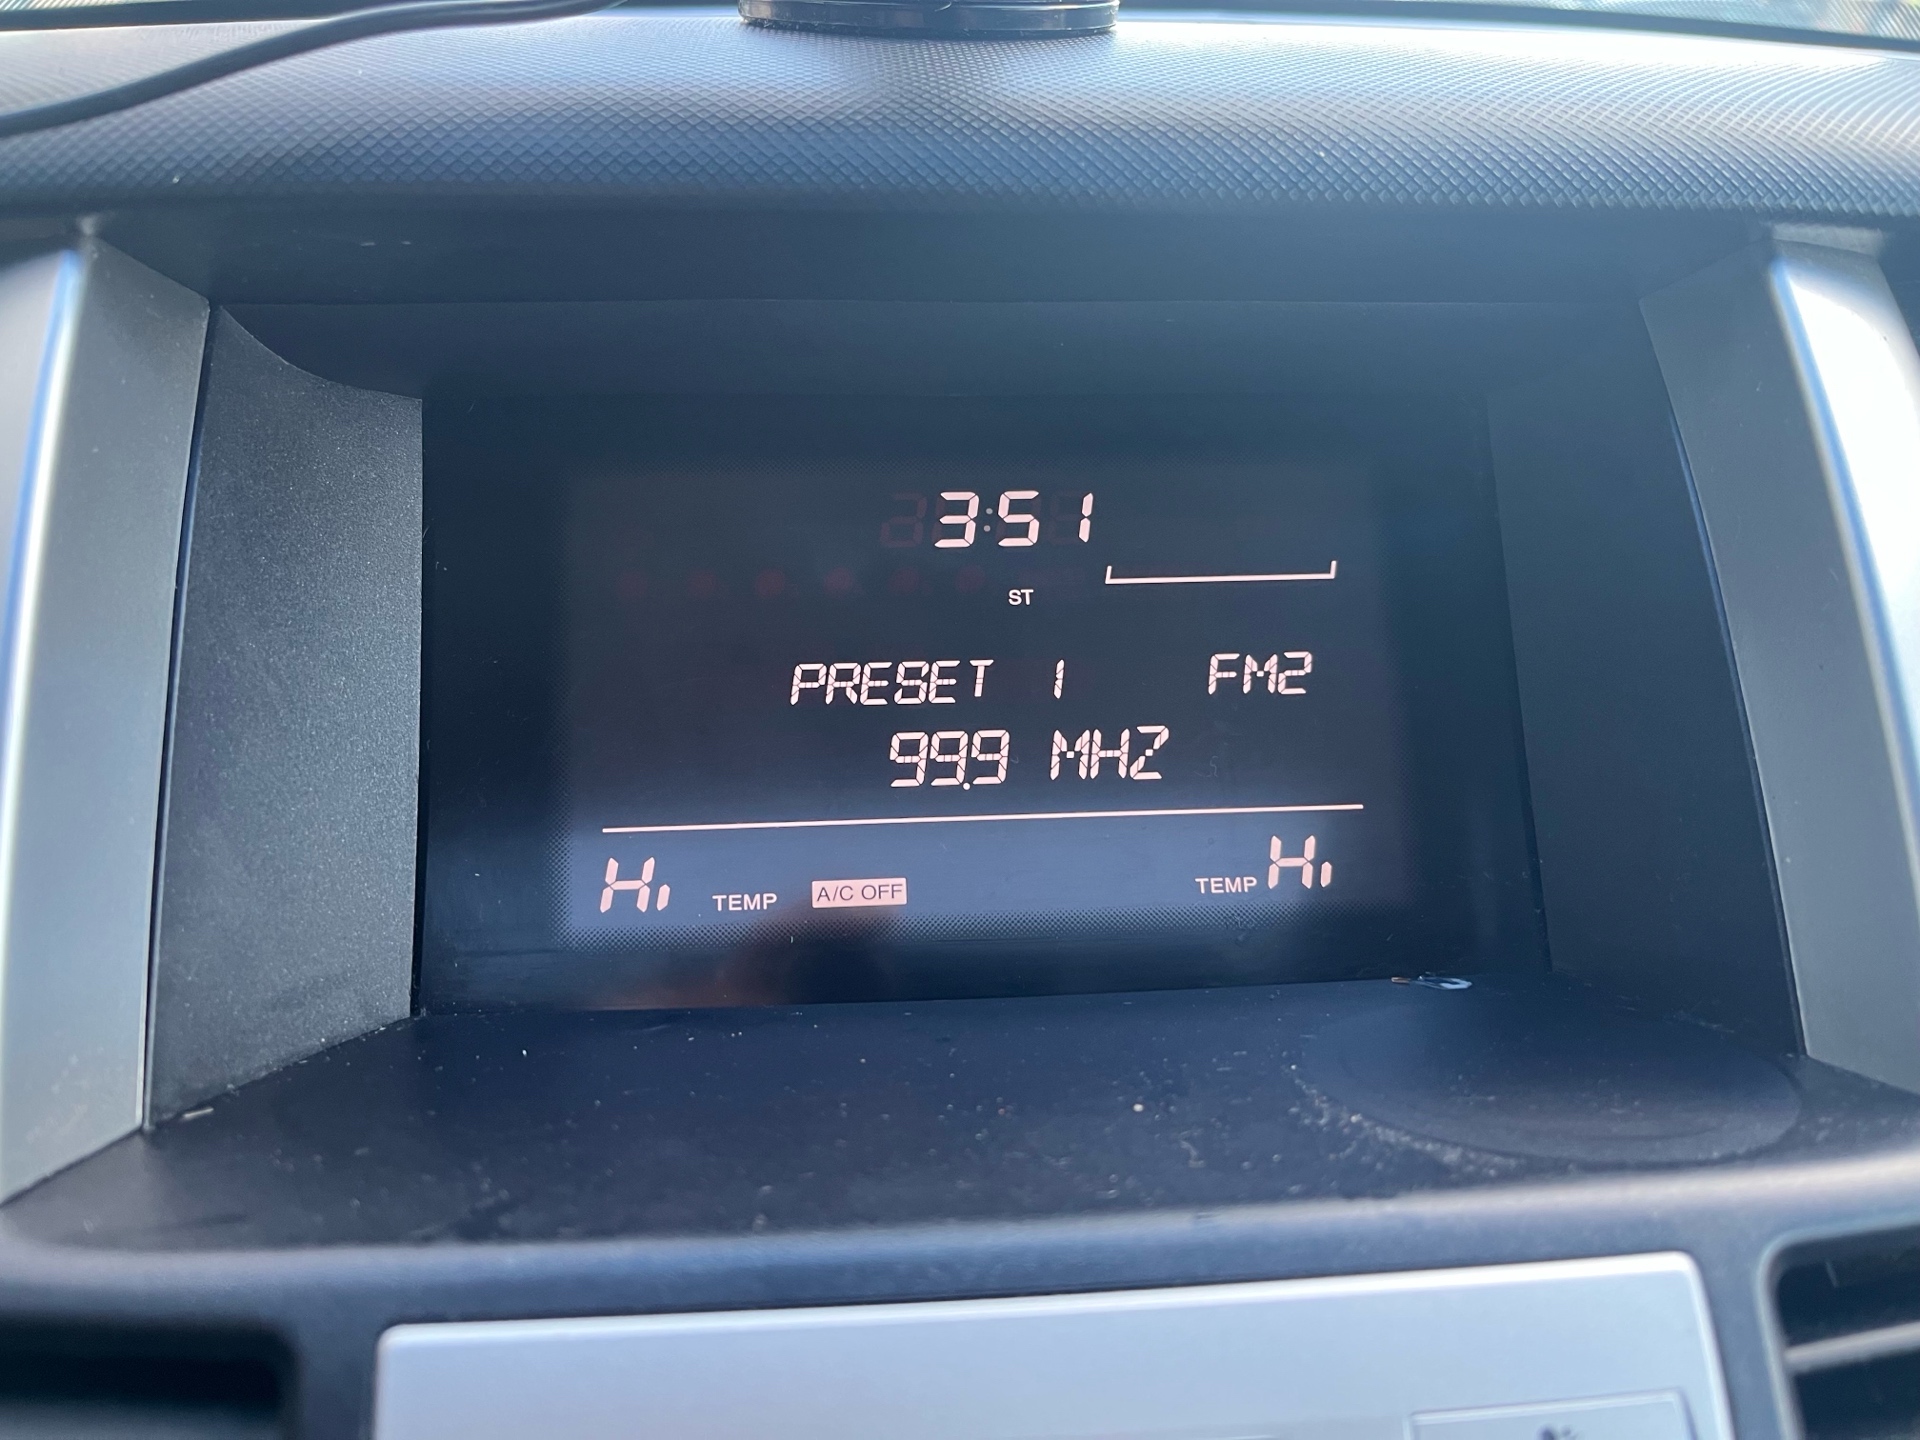 3:51
ST
PRESET 1 FM2
99.9 MHZ
Hi TEMP A/C OFF TEMP Hi